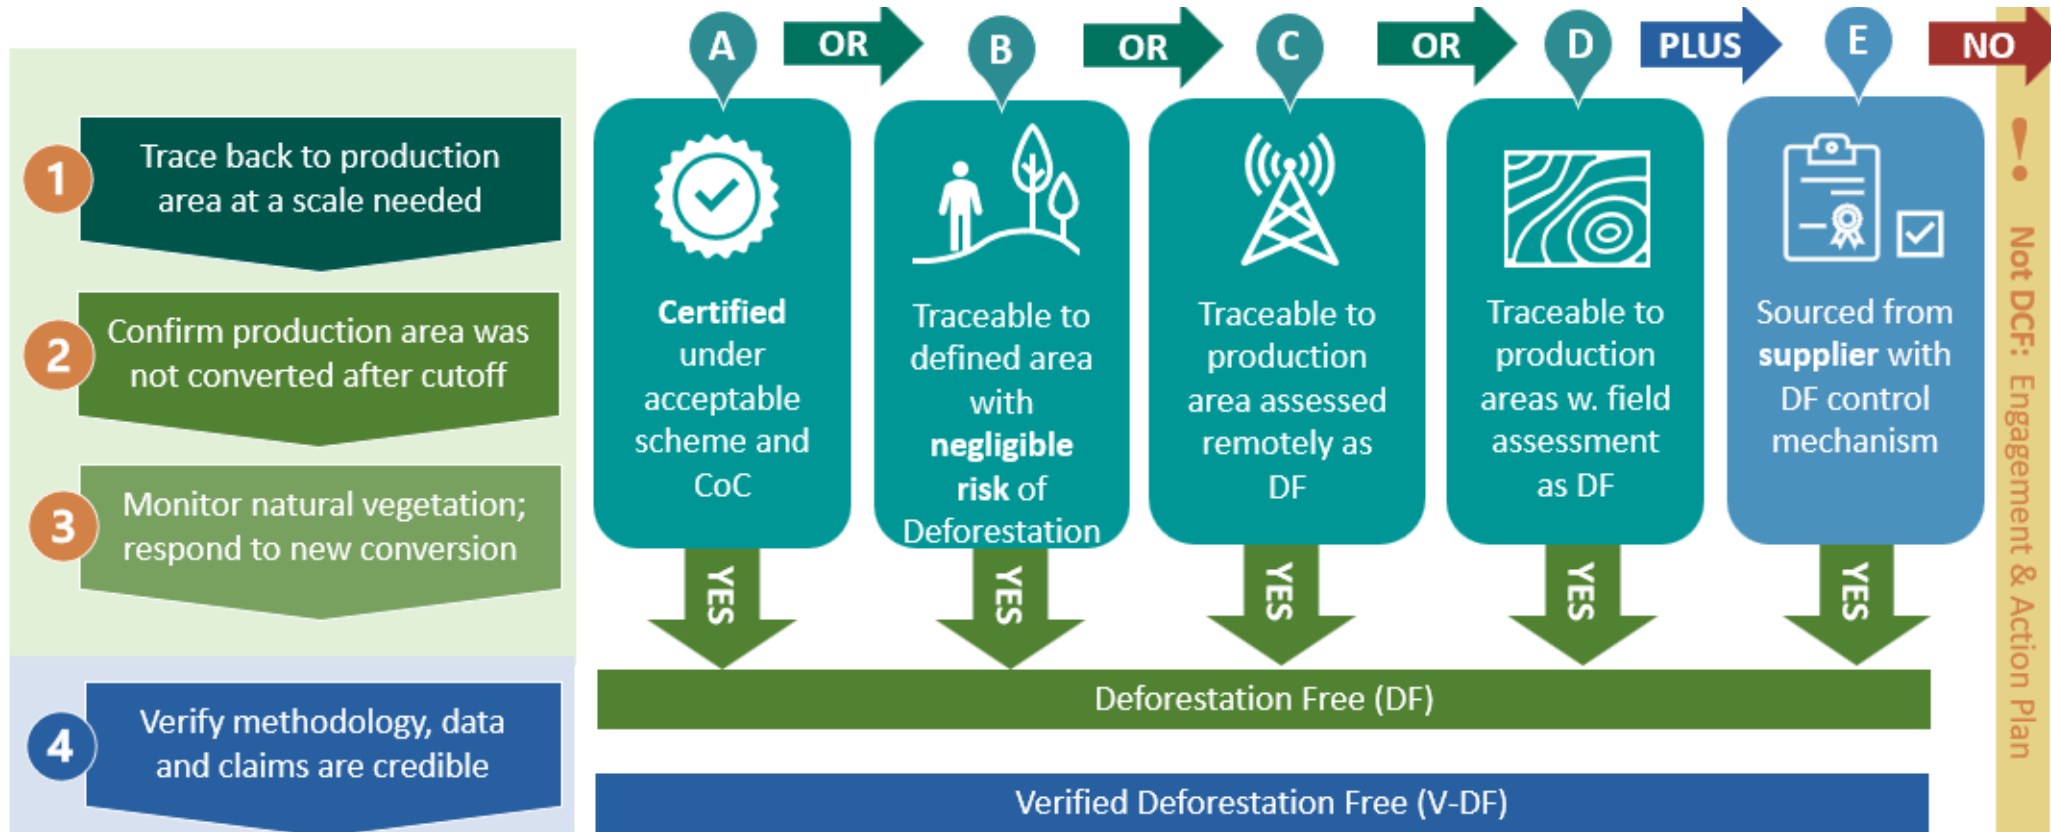 A
OR
B
OR
C
OR
D
PLUS
E
NO
1
Trace back to production
area at a scale needed
2
Confirm production area was
not converted after cutoff
3
Monitor natural vegetation;
respond to new conversion
4
Verify methodology, data
and claims are credible
Certified
under
acceptable
scheme and
CoC
Traceable to
defined area
with
negligible
risk of
Deforestation
Traceable to
production
area assessed
remotely as
DF
Traceable to
production
areas w. field
assessment
as DF
Sourced from
supplier with
DF control
mechanism
YES
YES
YES
YES
YES
Deforestation Free (DF)
Verified Deforestation Free (V-DF)
! Not DCF: Engagement & Action Plan